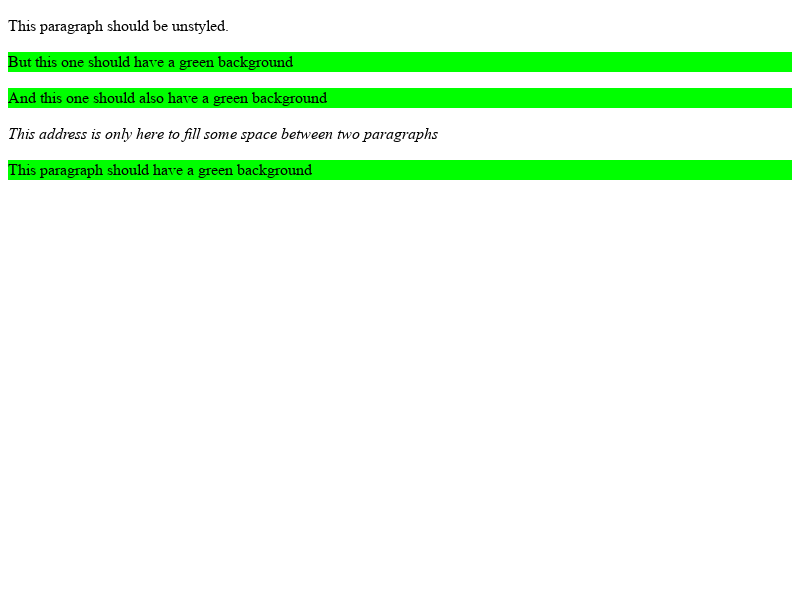 This paragraph should be unstyled.
But this one should have a green background
And this one should also have a green background
This address is only here to fill some space between two paragraphs
This paragraph should have a green background